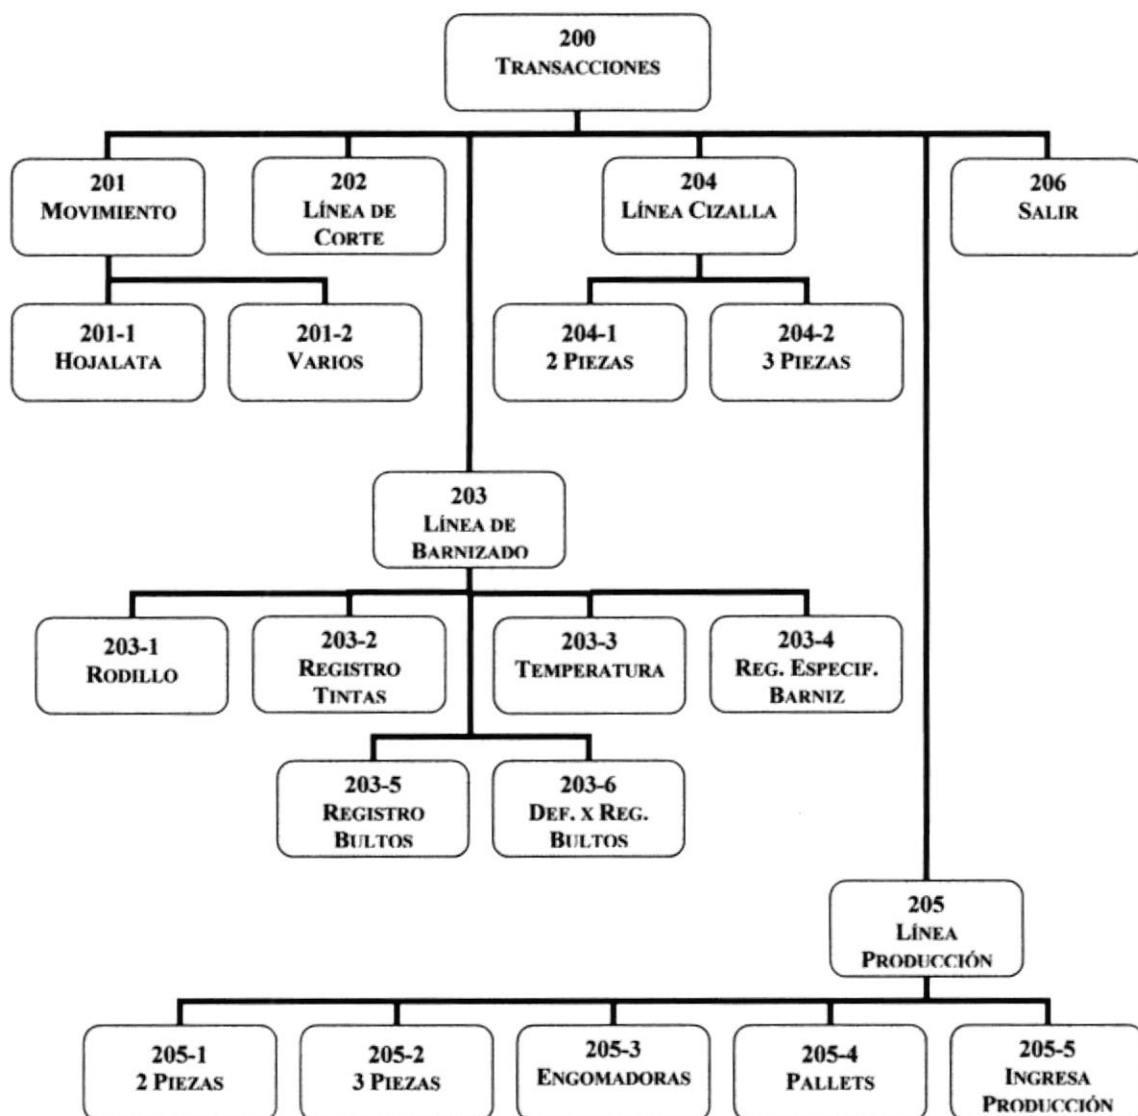 200
TRANSACCIONES
201
MOVIMIENTO
202
LÍNEA DE
CORTE
204
LÍNEA CIZALLA
206
SALIR
201-1
HOJALATA
201-2
VARIOS
204-1
2 PIEZAS
204-2
3 PIEZAS
203
LÍNEA DE
BARNIZADO
203-1
RODILLO
203-2
REGISTRO
TINTAS
203-3
TEMPERATURA
203-4
REG. ESPECIF.
BARNIZ
203-5
REGISTRO
BULTOS
203-6
DEF. X REG.
BULTOS
205
LÍNEA
PRODUCCIÓN
205-1
2 PIEZAS
205-2
3 PIEZAS
205-3
ENGOMADORAS
205-4
PALLETS
205-5
INGRESA
PRODUCCIÓN